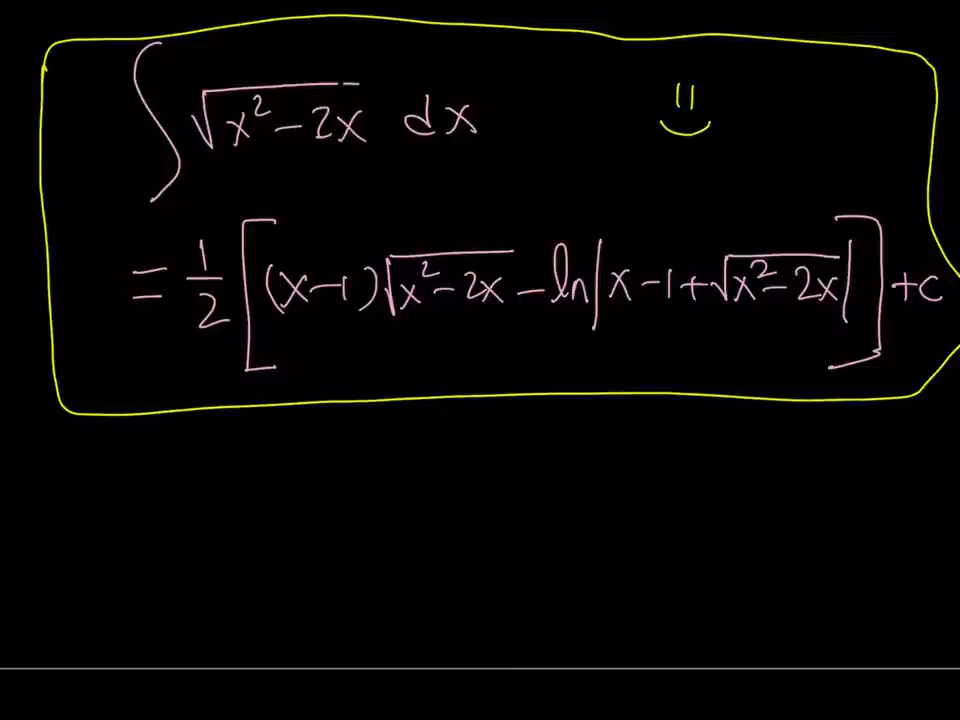 ∫ √(x² - 2x) dx
= 1/2 [(x-1)√(x² - 2x) - ln|x - 1 + √(x² - 2x)|] + c